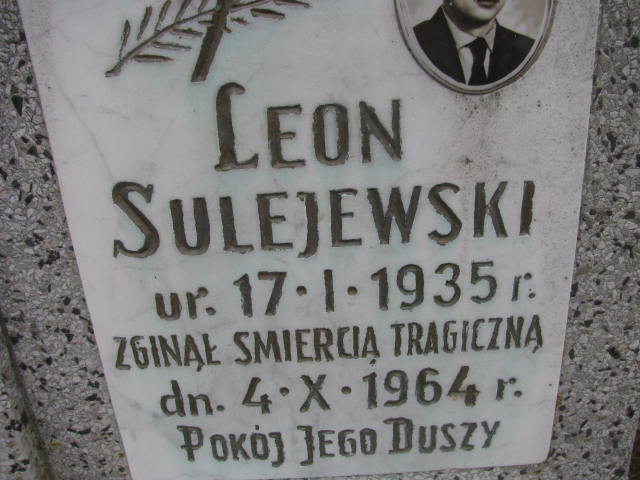 LEON
SULEJEWSKI
ur. 17·I·1935 r.
ZGINĄŁ SMIERCIĄ TRAGICZNĄ
dn. 4·X·1964 r.
POKÓJ JEGO DUSZY